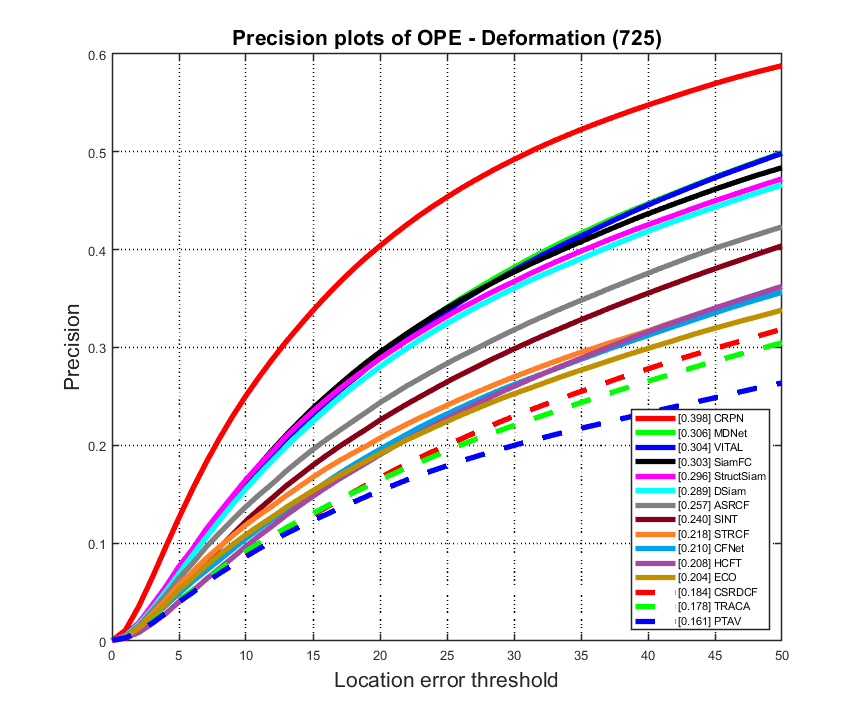 Precision plots of OPE - Deformation (725)
0.6
0.5
0.4
0.3
0.2
0.1
0
Precision
[0.398] CRPN
[0.306] MDNet
[0.304] VITAL
[0.303] SiamFC
[0.296] StructSiam
[0.289] DSiam
[0.257] ASRCF
[0.240] SINT
[0.218] STRCF
[0.210] CFNet
[0.208] HCFT
[0.204] ECO
[0.184] CSRDCF
[0.178] TRACA
[0.161] PTAV
0 5 10 15 20 25 30 35 40 45 50
Location error threshold